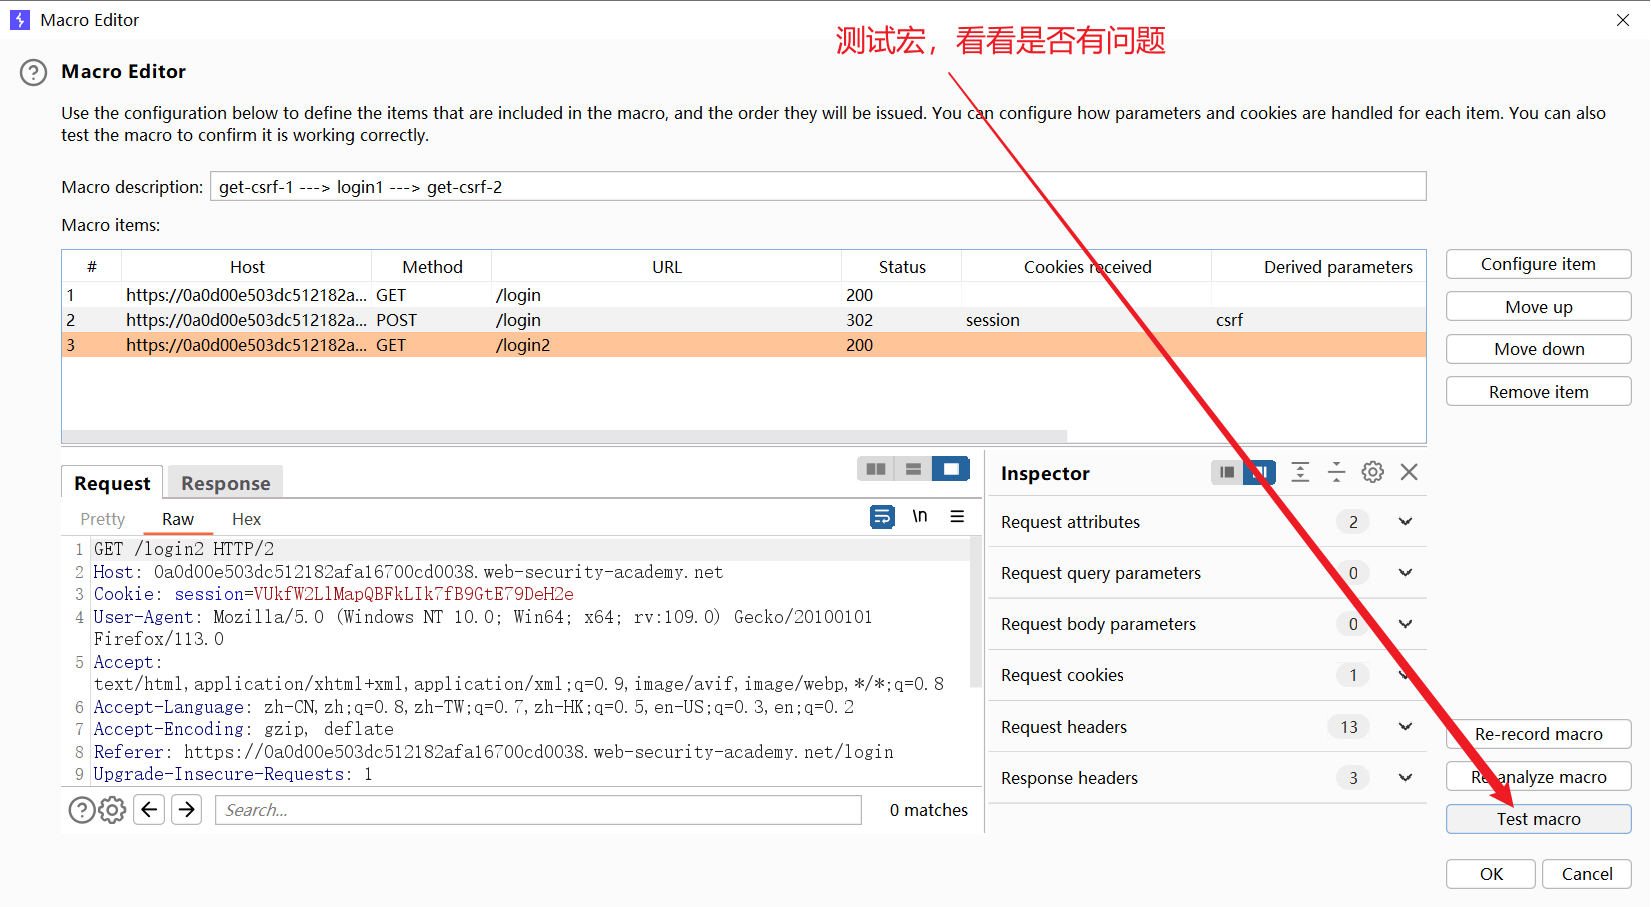 Macro Editor
测试宏，看看是否有问题
Macro Editor
Use the configuration below to define the items that are included in the macro, and the order they will be issued. You can configure how parameters and cookies are handled for each item. You can also
test the macro to confirm it is working correctly.
Macro description: get-csrf-1 ---> login1 ---> get-csrf-2
Macro items:
# Host Method URL Status Cookies received Derived parameters
1 https://0a0d00e503dc512182a... GET /login 200
2 https://0a0d00e503dc512182a... POST /login 302 session csrf
3 https://0a0d00e503dc512182a... GET /login2 200
Configure item
Move up
Move down
Remove item
Request Response
Pretty Raw Hex \n
1 GET /login2 HTTP/2
2 Host: 0a0d00e503dc512182afa16700cd0038.web-security-academy.net
3 Cookie: session=VUkfW2LlMapQBFkLIk7fB9GtE79DeH2e
4 User-Agent: Mozilla/5.0 (Windows NT 10.0; Win64; x64; rv:109.0) Gecko/20100101
Firefox/113.0
5 Accept:
text/html,application/xhtml+xml,application/xml;q=0.9,image/avif,image/webp,*/*;q=0.8
6 Accept-Language: zh-CN,zh;q=0.8,zh-TW;q=0.7,zh-HK;q=0.5,en-US;q=0.3,en;q=0.2
7 Accept-Encoding: gzip, deflate
8 Referer: https://0a0d00e503dc512182afa16700cd0038.web-security-academy.net/login
9 Upgrade-Insecure-Requests: 1
Search...
0 matches
Inspector
Request attributes 2
Request query parameters 0
Request body parameters 0
Request cookies 1
Request headers 13
Response headers 3
Re-record macro
Re-analyze macro
Test macro
OK Cancel